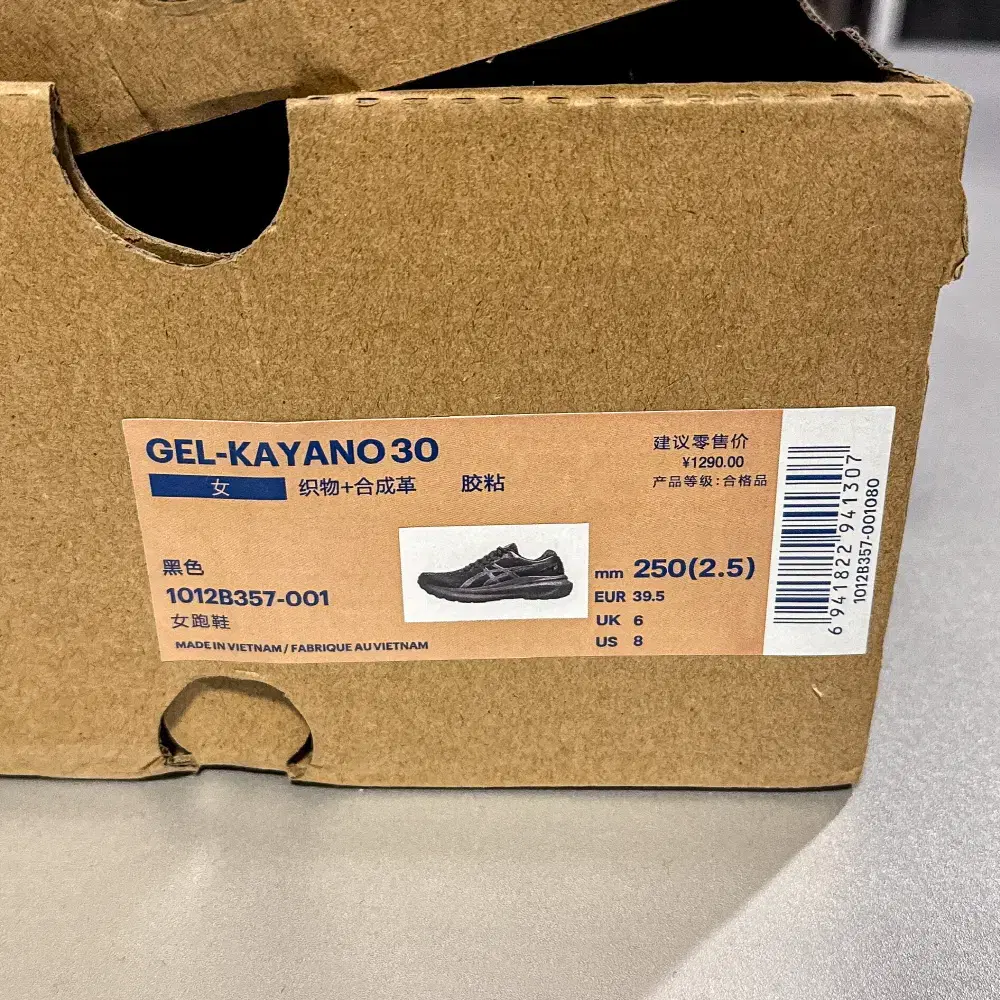 GEL-KAYANO 30
女 织物+合成革 胶粘
建议零售价
¥1290.00
产品等级:合格品
黑色
1012B357-001
女跑鞋
MADE IN VIETNAM / FABRIQUE AU VIETNAM
mm 250(2.5)
EUR 39.5
UK 6
US 8
6 941822 941307
1012B357-001080